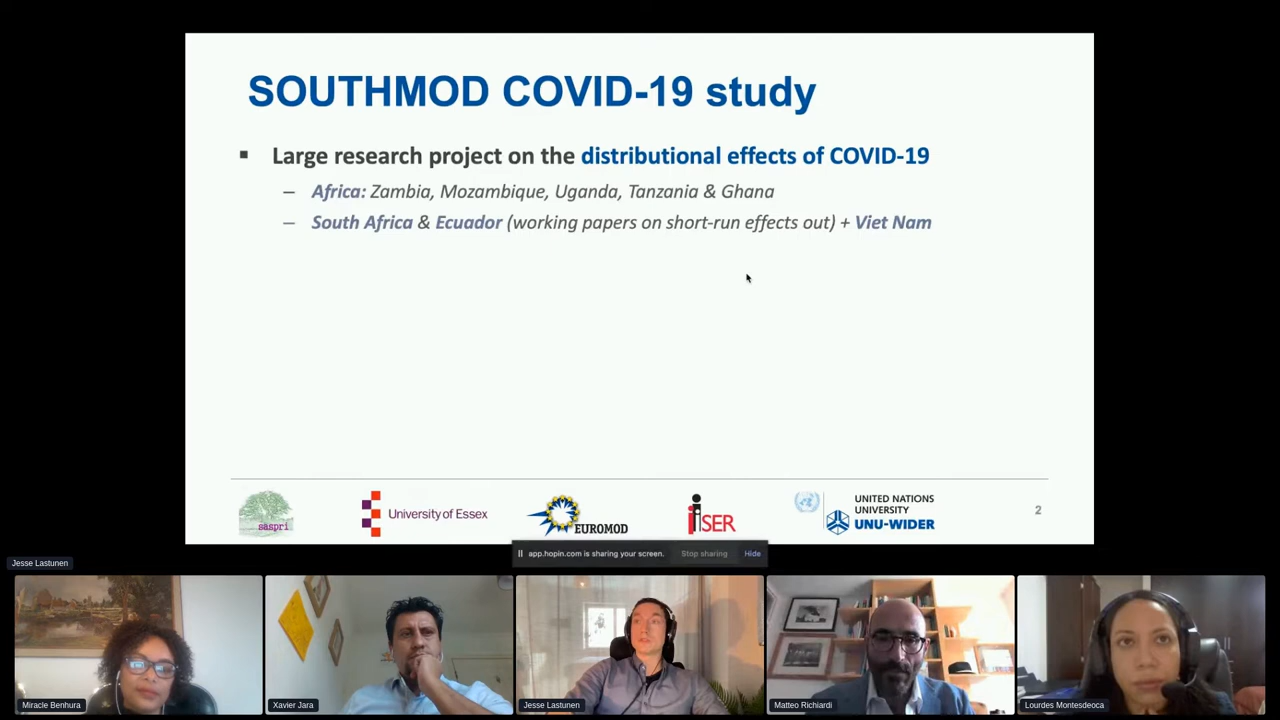 SOUTHMOD COVID-19 study
▪ Large research project on the distributional effects of COVID-19
– Africa: Zambia, Mozambique, Uganda, Tanzania & Ghana
– South Africa & Ecuador (working papers on short-run effects out) + Viet Nam
saspri
University of Essex
EUROMOD
ISER
UNITED NATIONS
UNIVERSITY
UNU-WIDER
2
app.hopin.com is sharing your screen.
Stop sharing
Hide
Jesse Lastunen
Miracle Benhura
Xavier Jara
Jesse Lastunen
Matteo Richiardi
Lourdes Montesdeoca